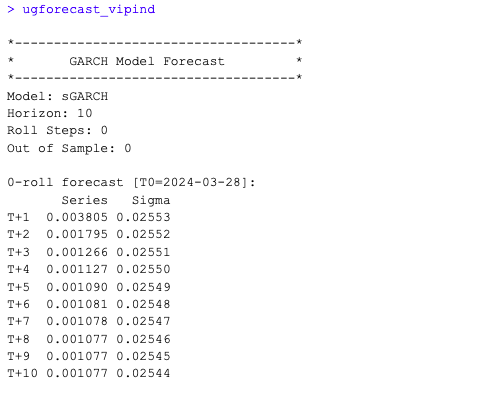 > ugforecast_vipind
*------------------------------------*
*       GARCH Model Forecast         *
*------------------------------------*
Model: sGARCH
Horizon: 10
Roll Steps: 0
Out of Sample: 0
0-roll forecast [T0=2024-03-28]:
       Series   Sigma
T+1  0.003805 0.02553
T+2  0.001795 0.02552
T+3  0.001266 0.02551
T+4  0.001127 0.02550
T+5  0.001090 0.02549
T+6  0.001081 0.02548
T+7  0.001078 0.02547
T+8  0.001077 0.02546
T+9  0.001077 0.02545
T+10 0.001077 0.02544